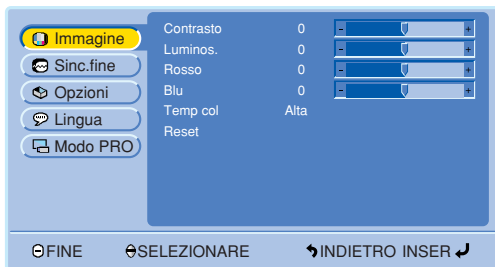 Immagine
Sinc.fine
Opzioni
Lingua
Modo PRO
Contrasto 0 - +
Luminos. 0 - +
Rosso 0 - +
Blu 0 - +
Temp col Alta
Reset
FINE SELEZIONARE INDIETRO INSER